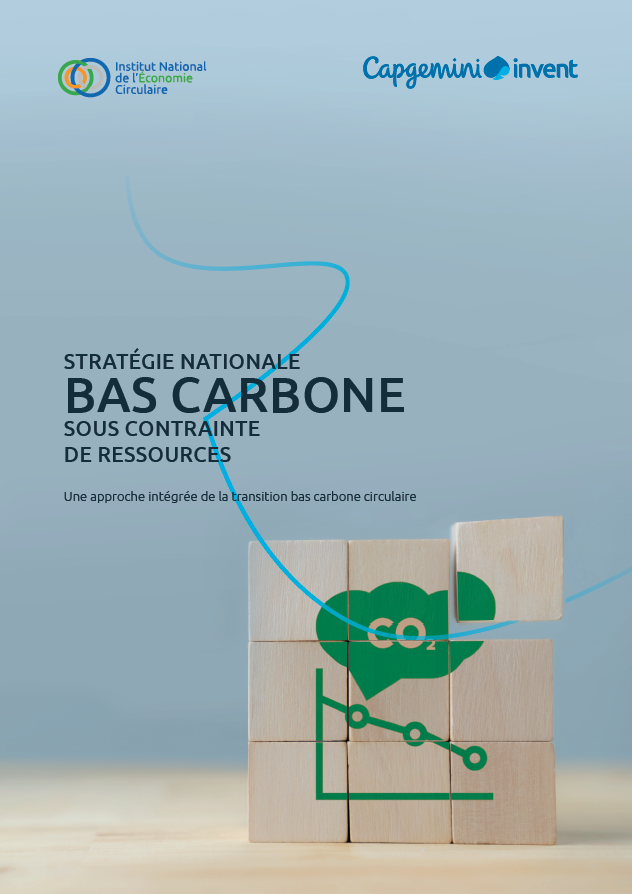 Institut National
de l'Économie
Circulaire
Capgemini invent
STRATÉGIE NATIONALE
BAS CARBONE
SOUS CONTRAINTE
DE RESSOURCES
Une approche intégrée de la transition bas carbone circulaire
CO₂